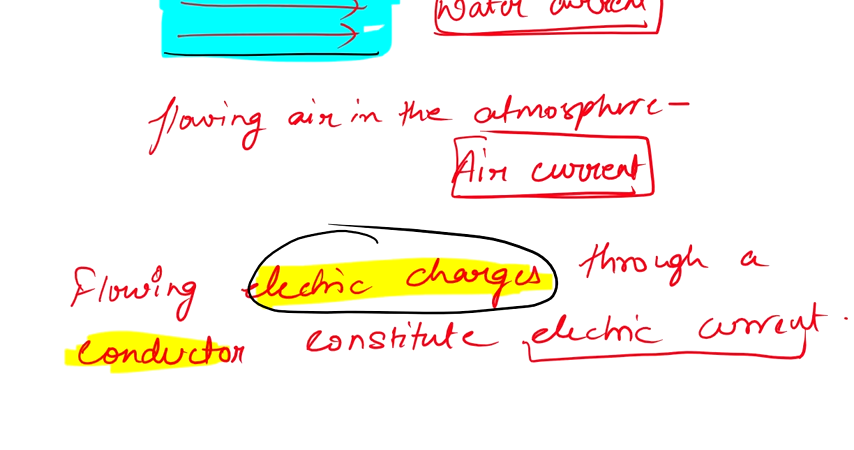 Water current
flowing air in the atmosphere -
Air current
Flowing electric charges through a
conductor constitute electric current.